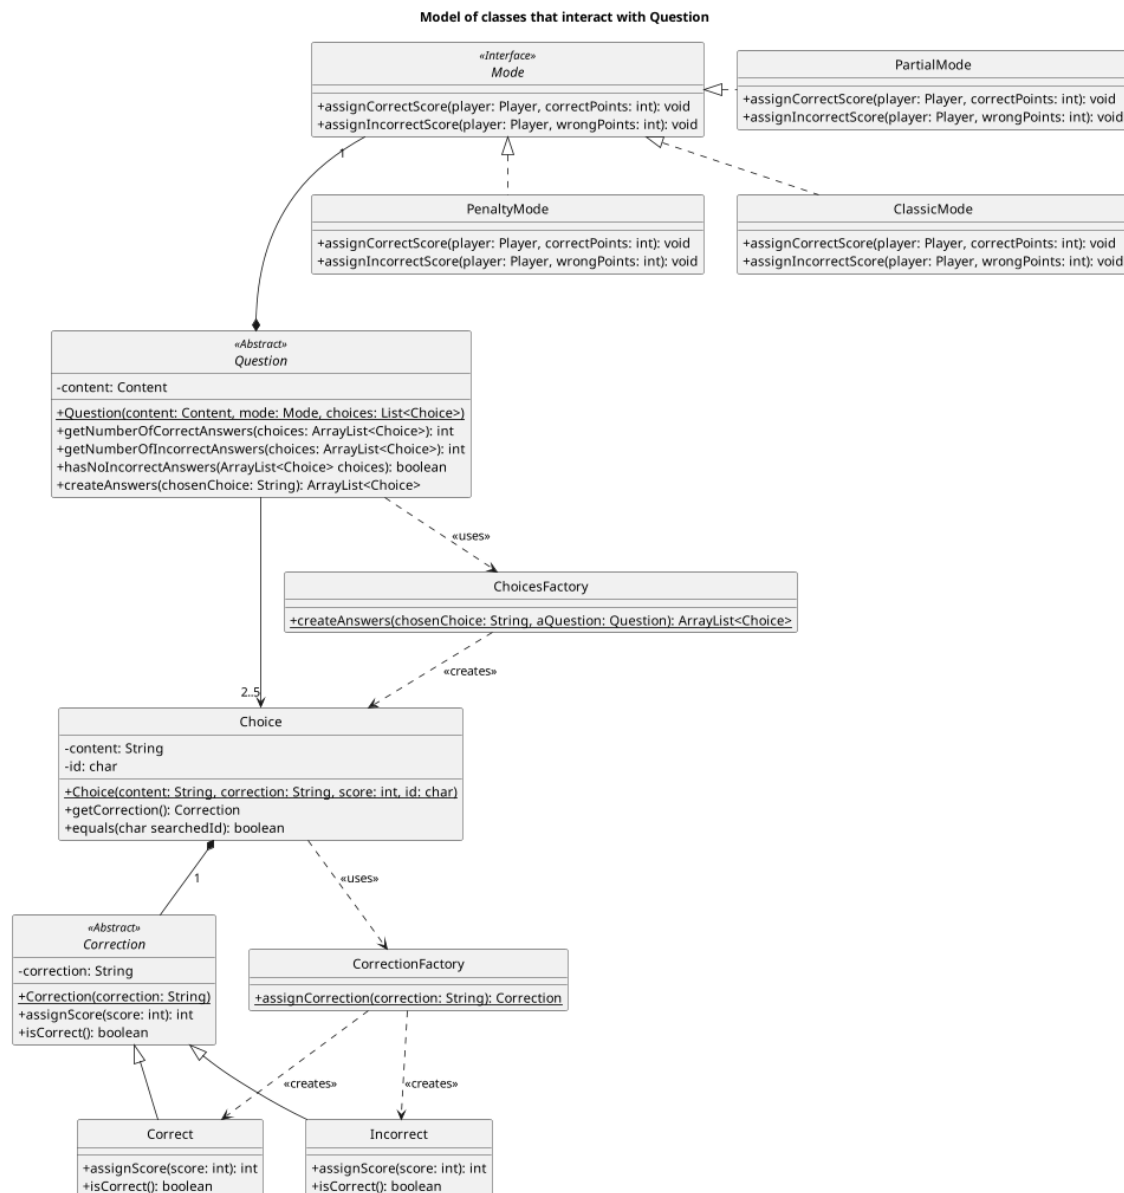 Model of classes that interact with Question
«Interface»
Mode
+assignCorrectScore(player: Player, correctPoints: int): void
+assignIncorrectScore(player: Player, wrongPoints: int): void
PartialMode
+assignCorrectScore(player: Player, correctPoints: int): void
+assignIncorrectScore(player: Player, wrongPoints: int): void
1
PenaltyMode
+assignCorrectScore(player: Player, correctPoints: int): void
+assignIncorrectScore(player: Player, wrongPoints: int): void
ClassicMode
+assignCorrectScore(player: Player, correctPoints: int): void
+assignIncorrectScore(player: Player, wrongPoints: int): void
«Abstract»
Question
-content: Content
+Question(content: Content, mode: Mode, choices: List<Choice>)
+getNumberOfCorrectAnswers(choices: ArrayList<Choice>): int
+getNumberOfIncorrectAnswers(choices: ArrayList<Choice>): int
+hasNoIncorrectAnswers(ArrayList<Choice> choices): boolean
+createAnswers(chosenChoice: String): ArrayList<Choice>
«uses»
ChoicesFactory
+createAnswers(chosenChoice: String, aQuestion: Question): ArrayList<Choice>
«creates»
2..5
Choice
-content: String
-id: char
+Choice(content: String, correction: String, score: int, id: char)
+getCorrection(): Correction
+equals(char searchedId): boolean
1
«uses»
«Abstract»
Correction
-correction: String
+Correction(correction: String)
+assignScore(score: int): int
+isCorrect(): boolean
CorrectionFactory
+assignCorrection(correction: String): Correction
«creates»
«creates»
Correct
+assignScore(score: int): int
+isCorrect(): boolean
Incorrect
+assignScore(score: int): int
+isCorrect(): boolean